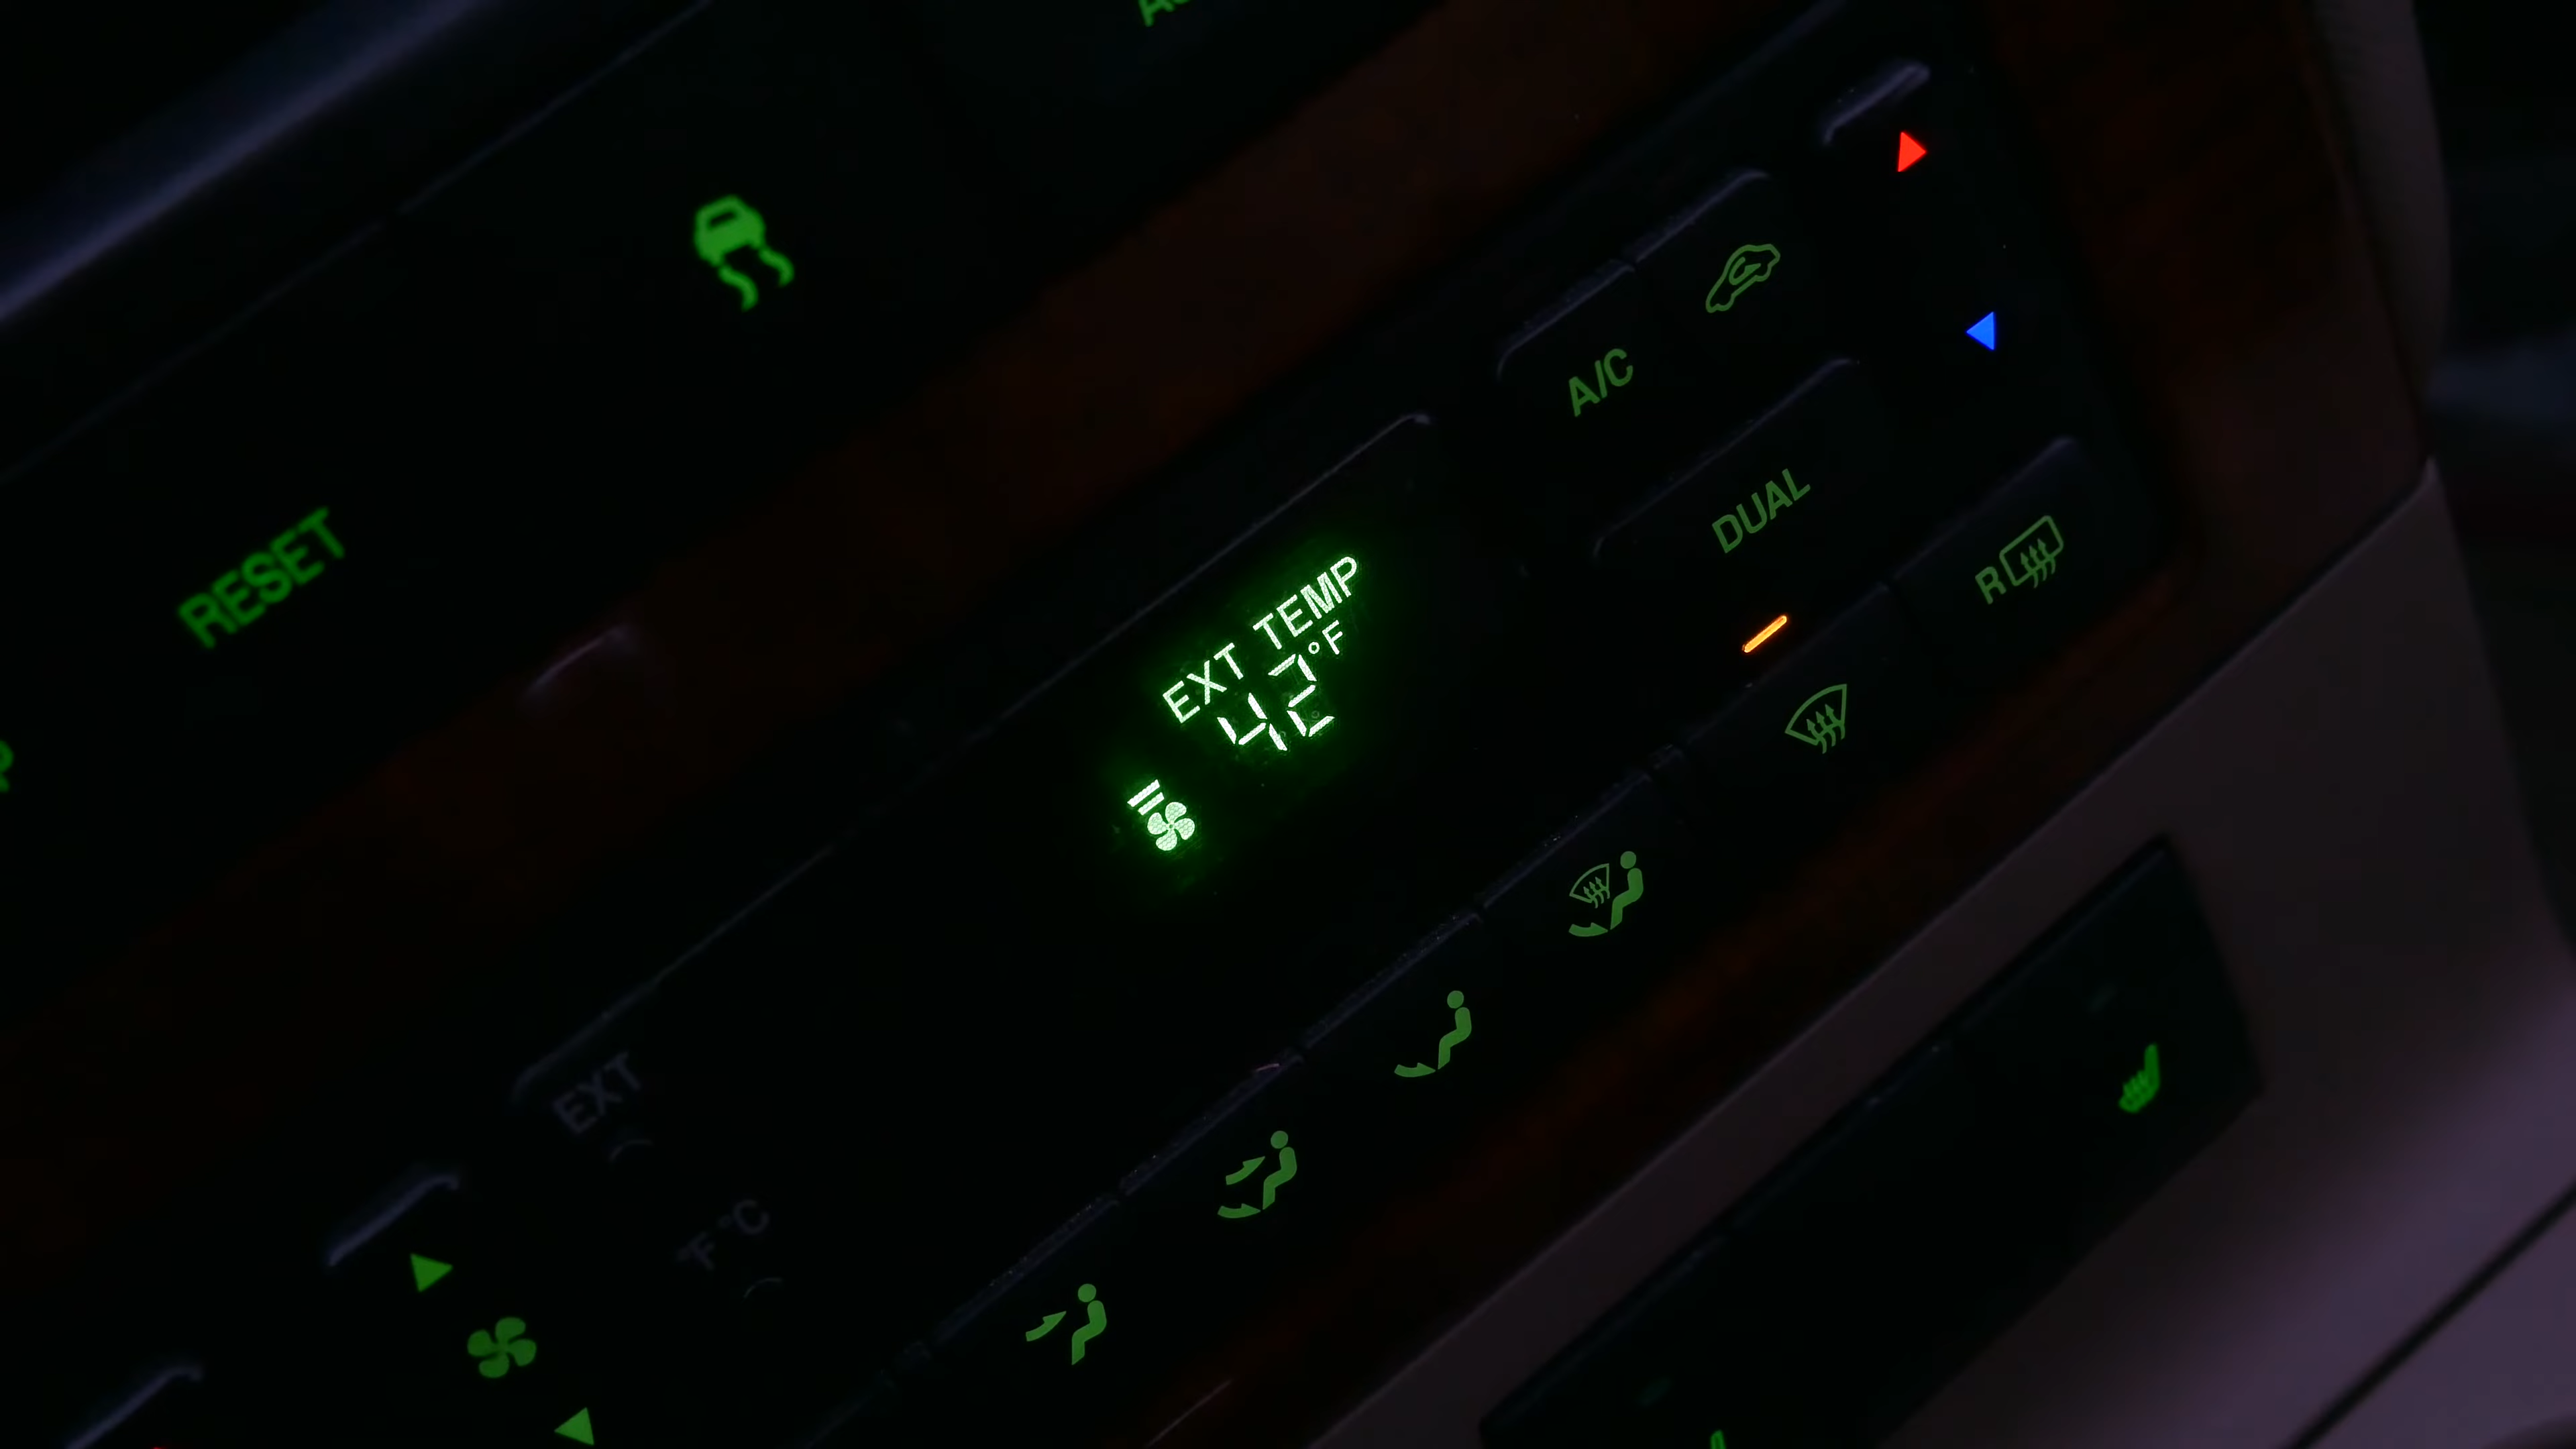 RESET
A/C
DUAL
R
EXT TEMP
42°F
EXT
°F °C